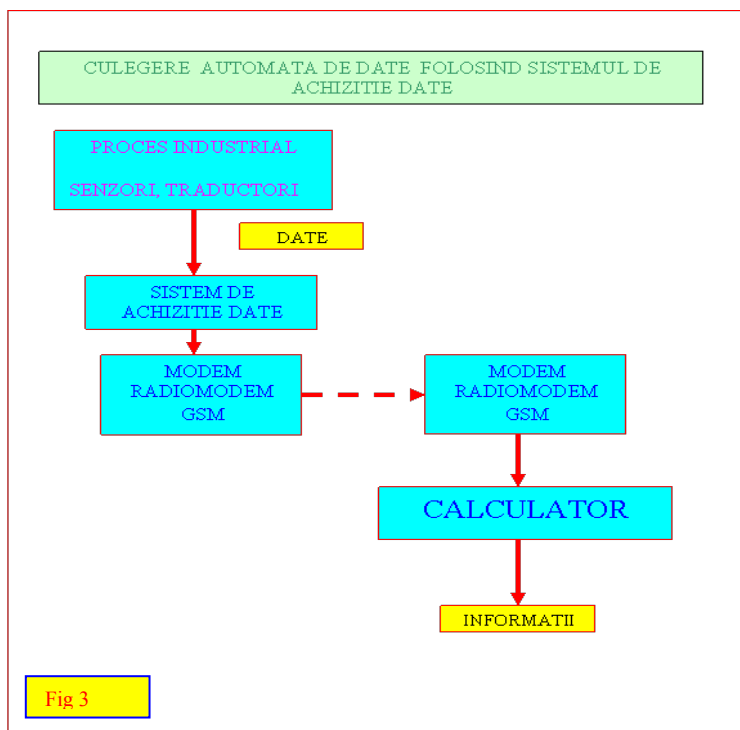 CULEGERE AUTOMATA DE DATE FOLOSIND SISTEMUL DE
ACHIZITIE DATE
PROCES INDUSTRIAL
SENZORI, TRADUCTORI
DATE
SISTEM DE
ACHIZITIE DATE
MODEM
RADIOMODEM
GSM
MODEM
RADIOMODEM
GSM
CALCULATOR
INFORMATII
Fig 3